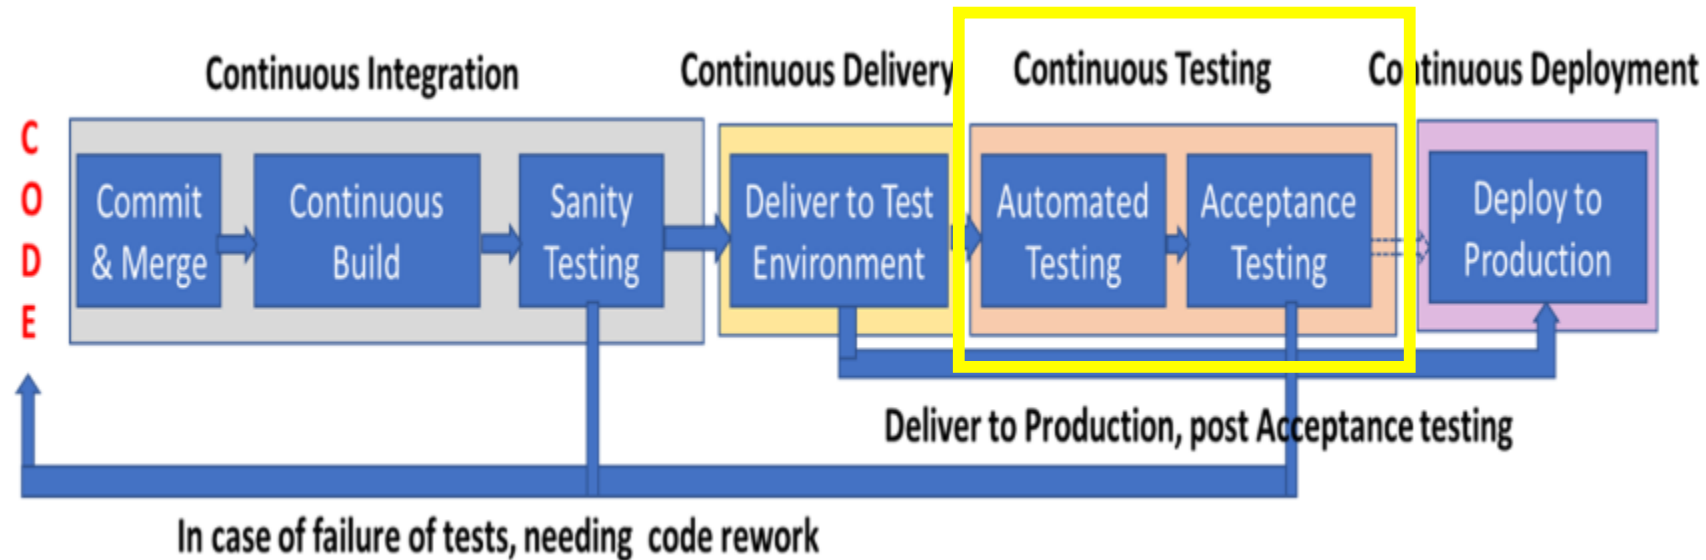 Continuous Integration
Continuous Delivery
Continuous Testing
Continuous Deployment
CODE
Commit
& Merge
Continuous
Build
Sanity
Testing
Deliver to Test
Environment
Automated
Testing
Acceptance
Testing
Deploy to
Production
Deliver to Production, post Acceptance testing
In case of failure of tests, needing code rework